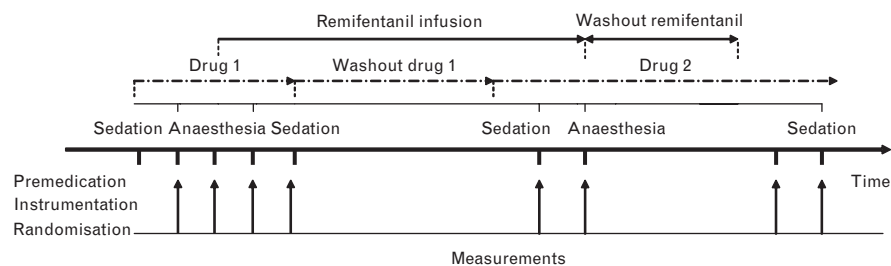 Remifentanil infusion Washout remifentanil
Drug 1 Washout drug 1 Drug 2
Sedation Anaesthesia Sedation Sedation Anaesthesia Sedation
Premedication Time
Instrumentation
Randomisation
Measurements